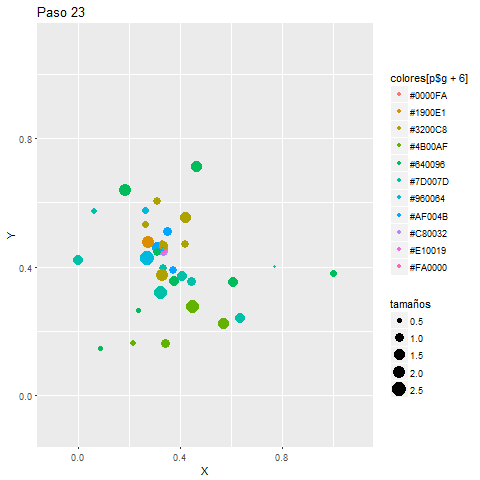 Paso 23
Y
0.8
0.4
0.0
0.0
0.4
0.8
X
colores[p$g + 6]
#0000FA
#1900E1
#3200C8
#4B00AF
#640096
#7D007D
#960064
#AF004B
#C80032
#E10019
#FA0000
tamaños
0.5
1.0
1.5
2.0
2.5